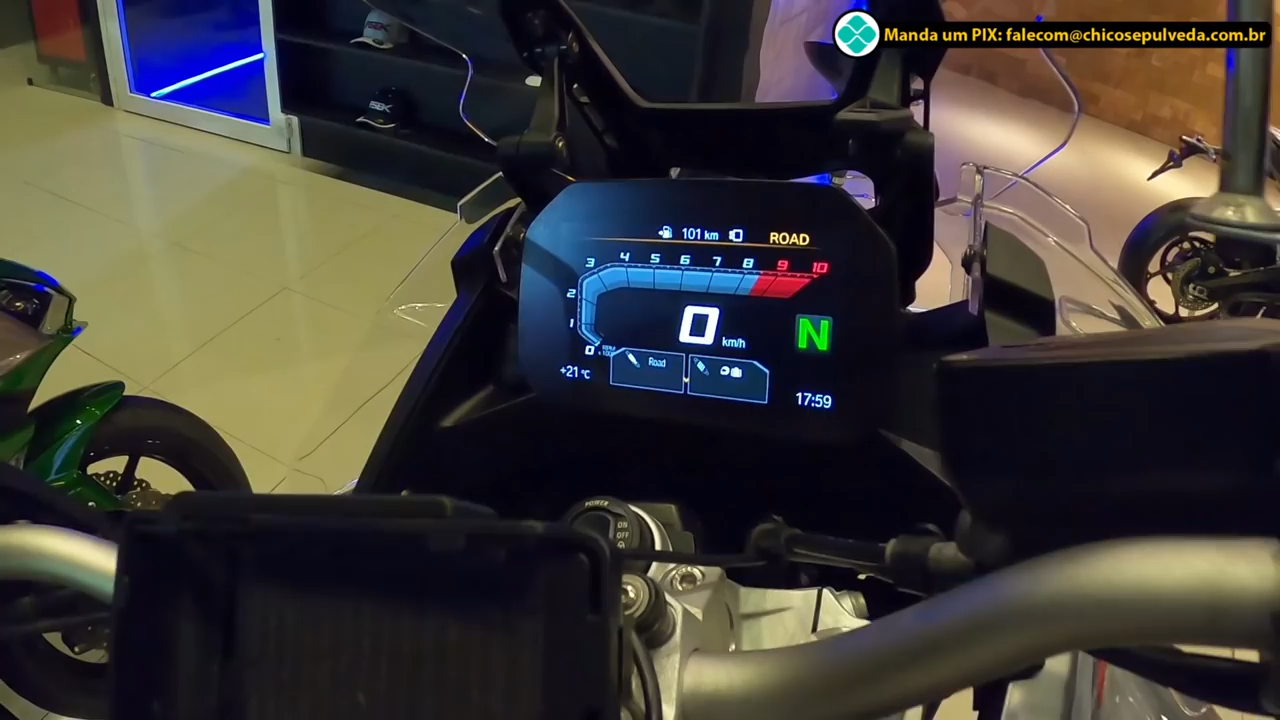 Manda um PIX: falecom@chicosepulveda.com.br
101 km
ROAD
3 4 5 6 7 8 9 10
2
1
0
km/h
N
0
Road
+21 °C
17:59
POWER
ON
OFF